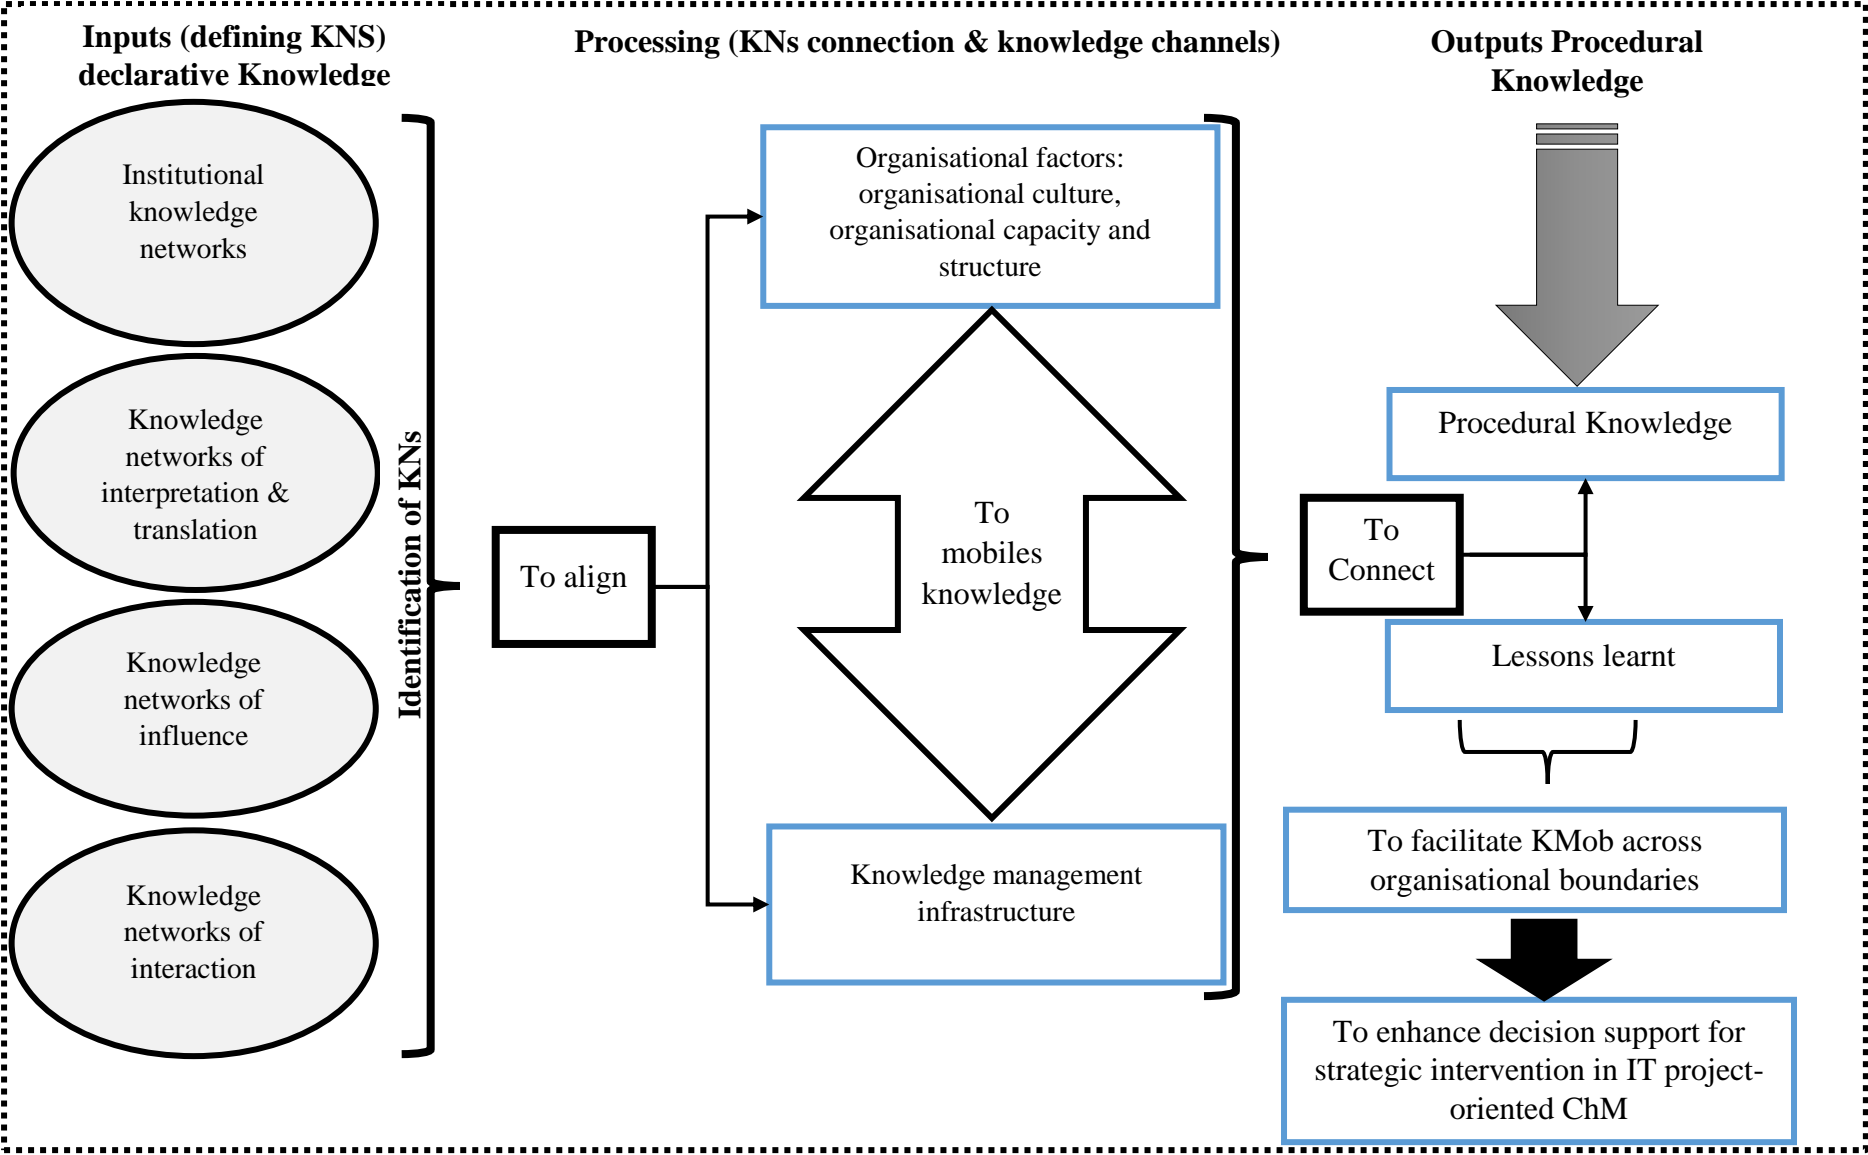 Inputs (defining KNS)
declarative Knowledge
Processing (KNs connection & knowledge channels)
Outputs Procedural
Knowledge
Institutional
knowledge
networks
Knowledge
networks of
interpretation &
translation
Knowledge
networks of
influence
Knowledge
networks of
interaction
Identification of KNs
To align
Organisational factors:
organisational culture,
organisational capacity and
structure
To
mobiles
knowledge
Knowledge management
infrastructure
To
Connect
Procedural Knowledge
Lessons learnt
To facilitate KMob across
organisational boundaries
To enhance decision support for
strategic intervention in IT project-
oriented ChM